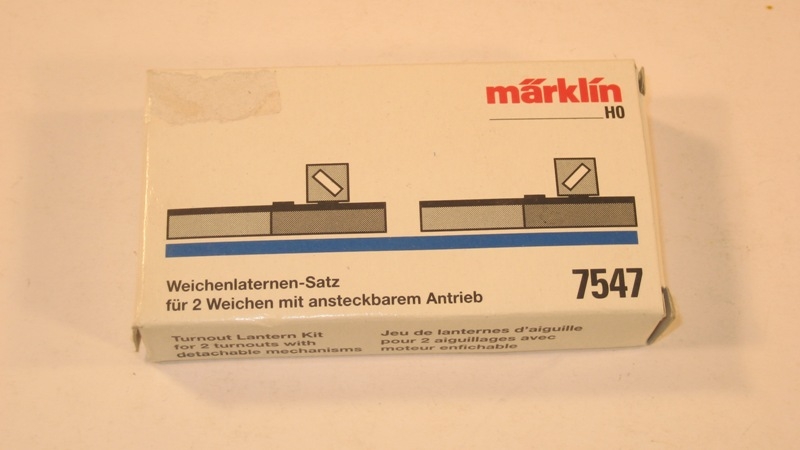 märklin
H0
Weichenlaternen-Satz
für 2 Weichen mit ansteckbarem Antrieb
7547
Turnout Lantern Kit
for 2 turnouts with
detachable mechanisms
Jeu de lanternes d'aiguille
pour 2 aiguillages avec
moteur enfichable